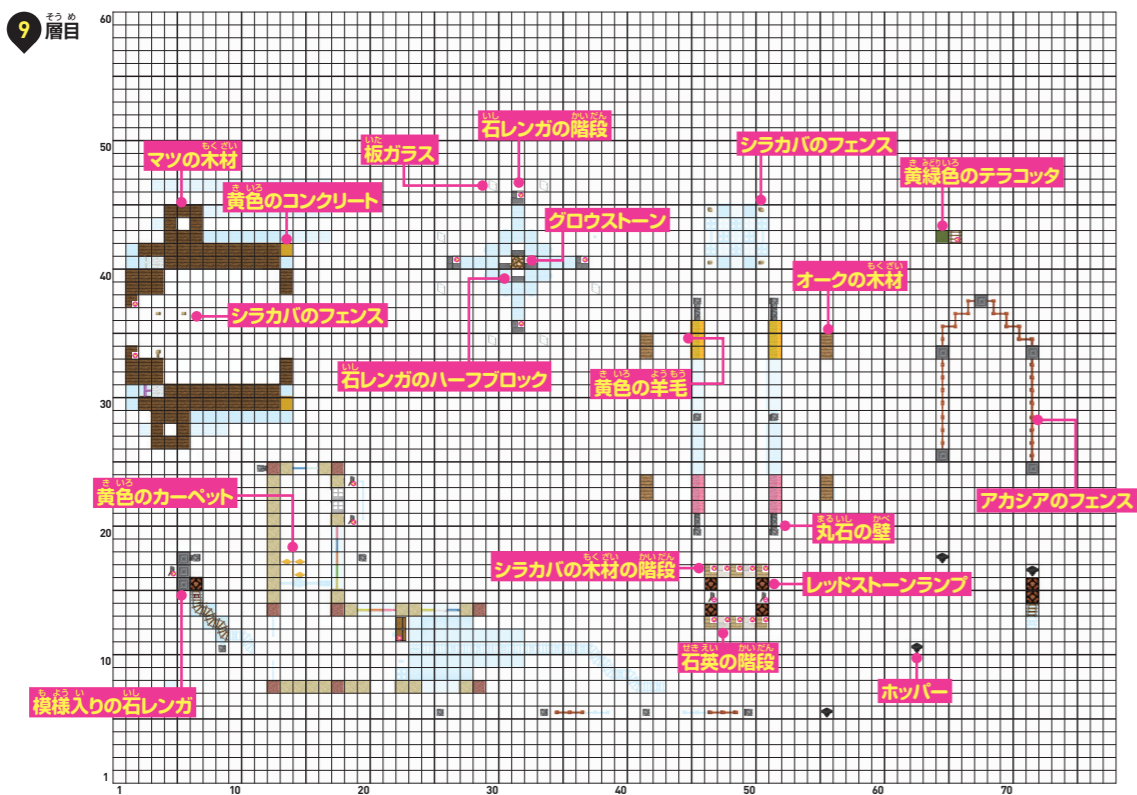 9 層目
そうめ
60
50
40
30
20
10
1
石レンガの階段
いし かいだん
板ガラス
いた
シラカバのフェンス
マツの木材
もくざい
黄緑色のテラコッタ
きみどりいろ
黄色のコンクリート
きいろ
グロウストーン
オークの木材
もくざい
シラカバのフェンス
石レンガのハーフブロック
いし
黄色の羊毛
きいろ ようもう
黄色のカーペット
きいろ
アカシアのフェンス
丸石の壁
まるいし かべ
シラカバの木材の階段
もくざい かいだん
レッドストーンランプ
石英の階段
せきえい かいだん
ホッパー
模様入りの石レンガ
もようい いし
1 10 20 30 40 50 60 70